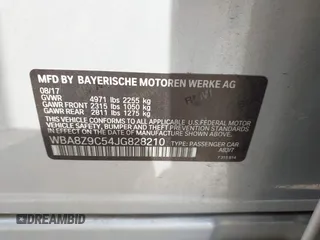 MFD BY BAYERISCHE MOTOREN WERKE AG
08/17
GVWR 4971 lbs 2255 kg
GAWR FRONT 2315 lbs 1050 kg
GAWR REAR 2811 lbs 1275 kg
THIS VEHICLE CONFORMS TO ALL APPLICABLE U.S. FEDERAL MOTOR
VEHICLE SAFETY, BUMPER, AND THEFT PREVENTION STANDARDS IN
EFFECT ON THE DATE OF MANUFACTURE SHOWN ABOVE.
WBA8Z9C54JG828210 TYPE: PASSENGER CAR
DREAMBID